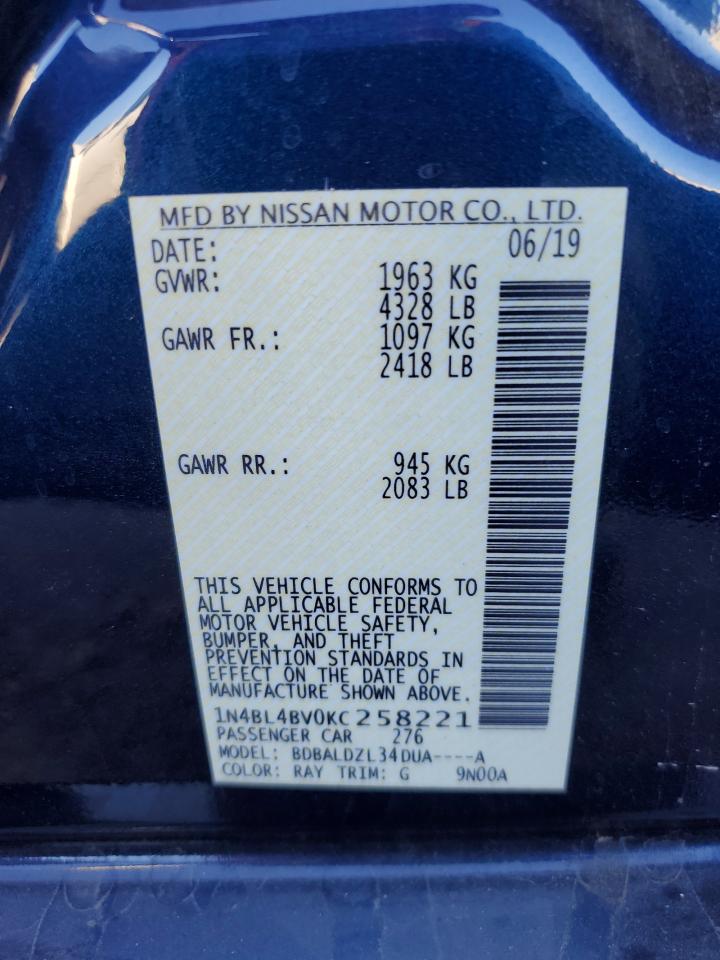 MFD BY NISSAN MOTOR CO., LTD.
DATE: 06/19
GVWR: 1963 KG
4328 LB
GAWR FR.: 1097 KG
2418 LB
GAWR RR.: 945 KG
2083 LB
THIS VEHICLE CONFORMS TO
ALL APPLICABLE FEDERAL
MOTOR VEHICLE SAFETY,
BUMPER, AND THEFT
PREVENTION STANDARDS IN
EFFECT ON THE DATE OF
MANUFACTURE SHOWN ABOVE.
1N4BL4BV0KC258221
PASSENGER CAR 276
MODEL: BDBALDZL34DUA----A
COLOR: RAY TRIM: G 9N00A